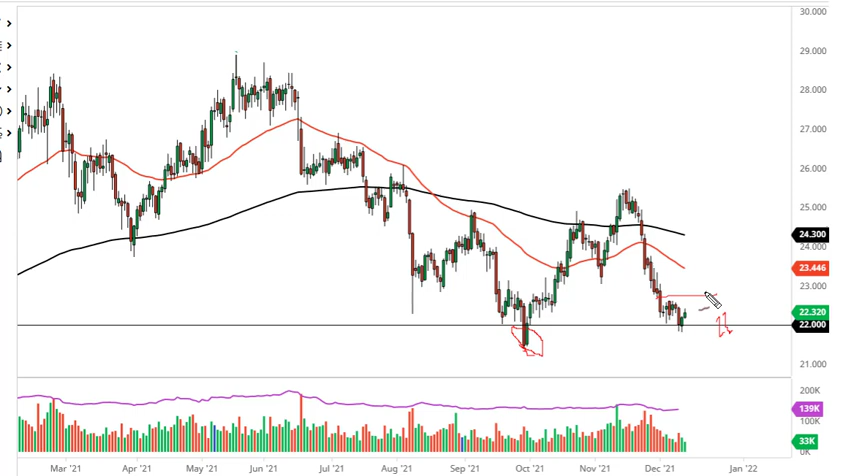 30.000
29.000
28.000
27.000
26.000
25.000
24.300
24.000
23.446
23.000
22.320
22.000
21.000
200K
139K
100K
33K
0K
Mar '21 Apr '21 May '21 Jun '21 Jul '21 Aug '21 Sep '21 Oct '21 Nov '21 Dec '21 Jan '22